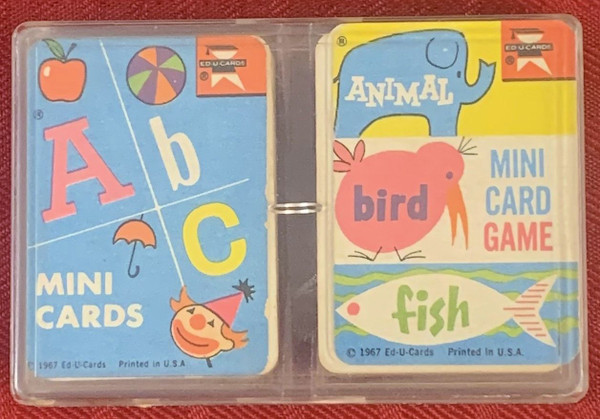 ED-U-CARDS
®
®
A
b
C
MINI
CARDS
1967 Ed-U-Cards Printed in U.S.A.
®
ED-U-CARDS
®
ANIMAL
bird
MINI
CARD
GAME
fish
© 1967 Ed-U-Cards Printed in U.S.A.